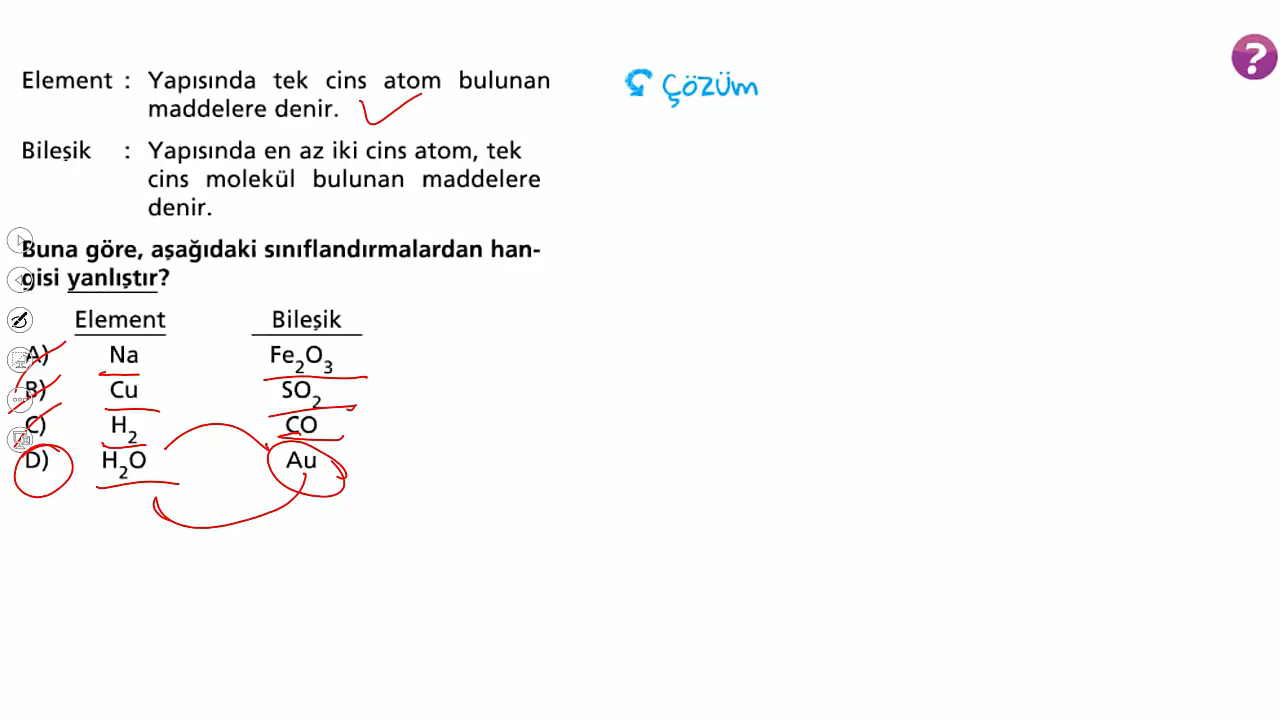 Element : Yapısında tek cins atom bulunan
maddelere denir.
Bileşik : Yapısında en az iki cins atom, tek
cins molekül bulunan maddelere
denir.
Buna göre, aşağıdaki sınıflandırmalardan han-
gisi yanlıştır?
Element Bileşik
A) Na Fe₂O₃
B) Cu SO₂
C) H₂ CO
D) H₂O Au
Çözüm
?